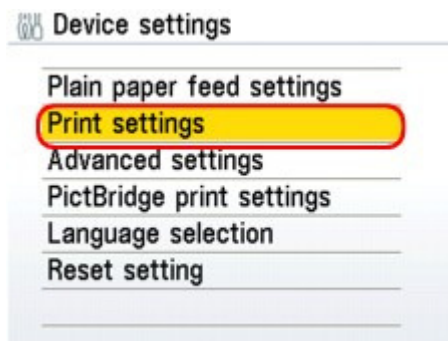 Device settings
Plain paper feed settings
Print settings
Advanced settings
PictBridge print settings
Language selection
Reset setting